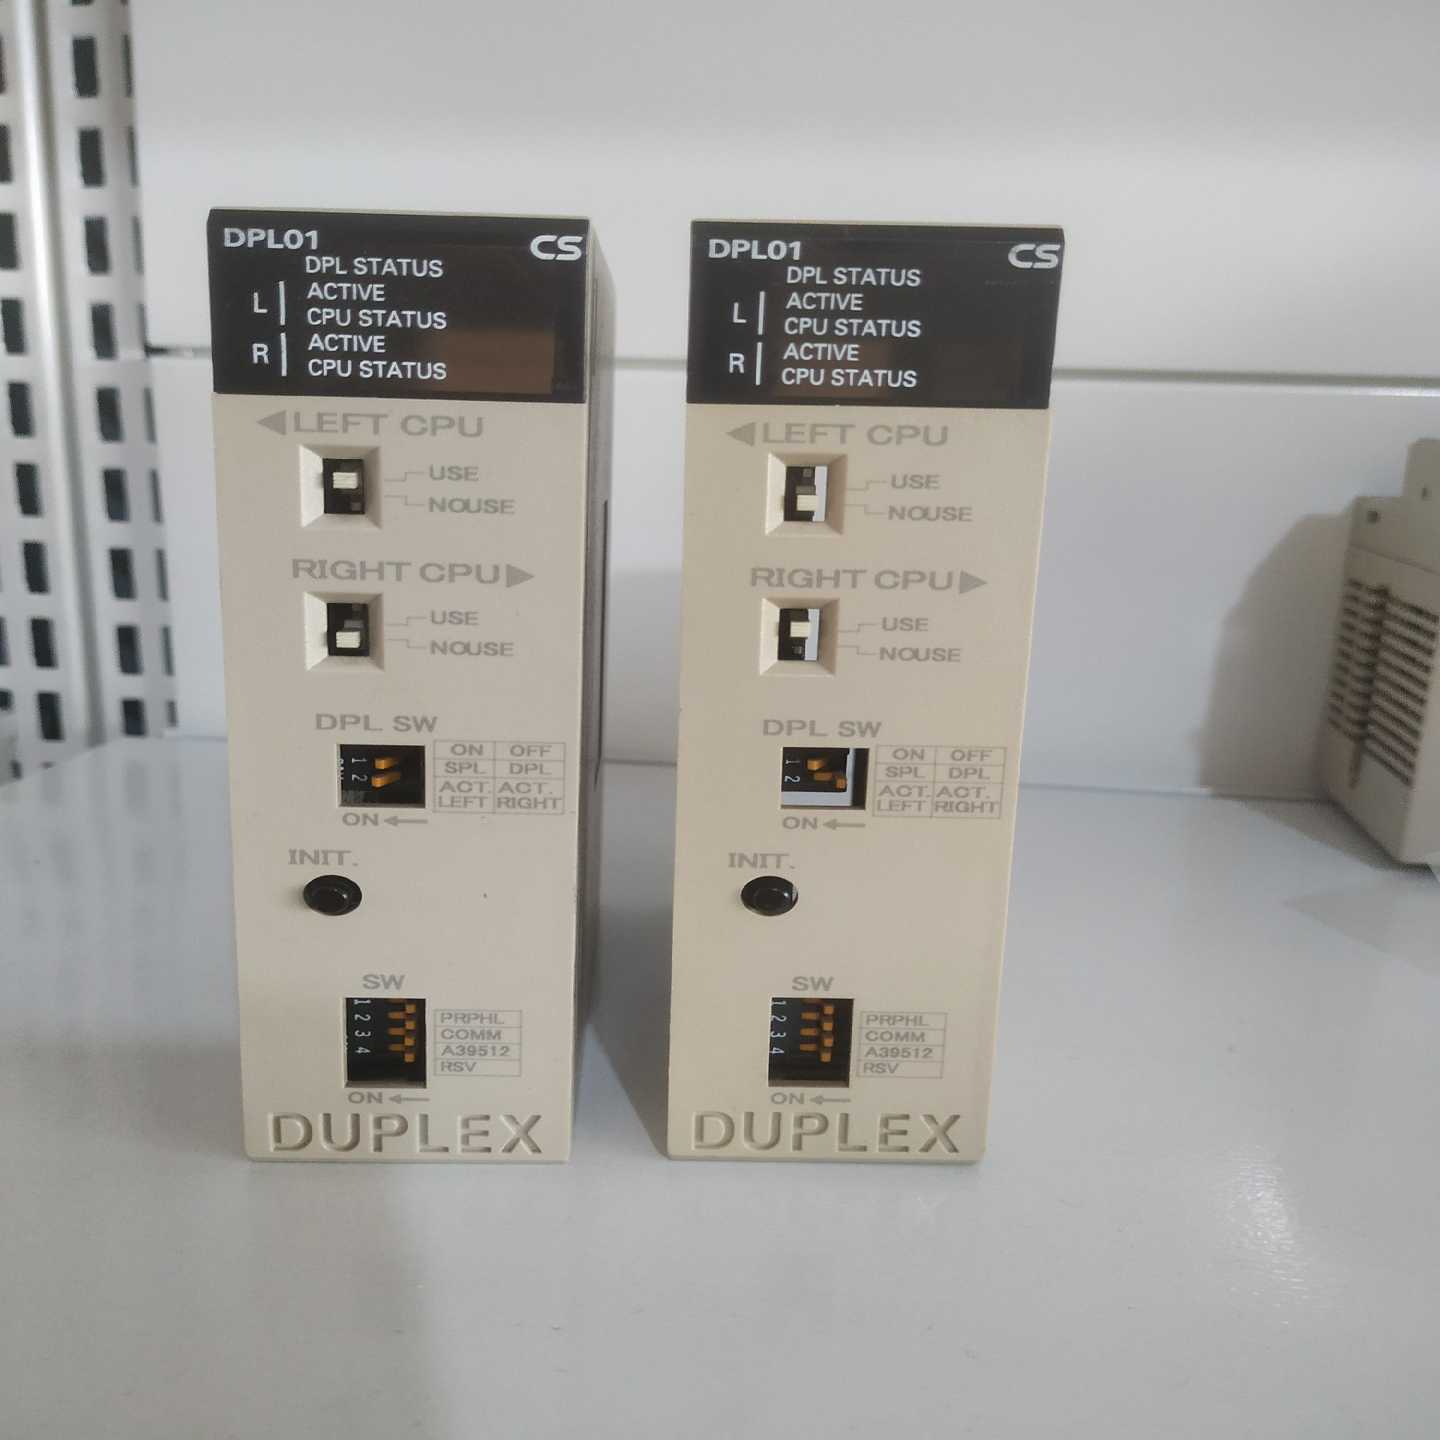 DPL01 CS
DPL STATUS
L ACTIVE
CPU STATUS
R ACTIVE
CPU STATUS
◀LEFT CPU
USE
NOUSE
RIGHT CPU▶
USE
NOUSE
DPL SW
1
2
ON OFF
SPL DPL
ACT. ACT.
LEFT RIGHT
ON←
INIT.
SW
1
2
3
4
PRPHL
COMM
A39512
RSV
ON←
DUPLEX
DPL01 CS
DPL STATUS
L ACTIVE
CPU STATUS
R ACTIVE
CPU STATUS
◀LEFT CPU
USE
NOUSE
RIGHT CPU▶
USE
NOUSE
DPL SW
1
2
ON OFF
SPL DPL
ACT. ACT.
LEFT RIGHT
ON←
INIT.
SW
1
2
3
4
PRPHL
COMM
A39512
RSV
ON←
DUPLEX